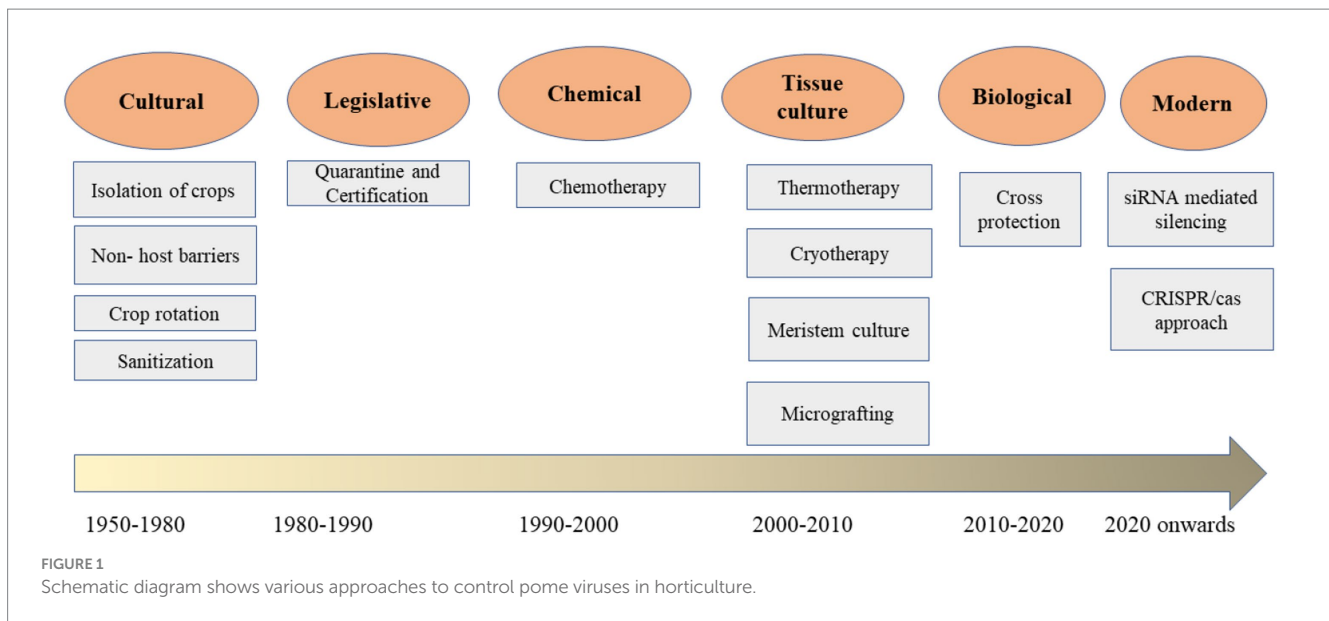 Cultural
Legislative
Chemical
Tissue
culture
Biological
Modern
Isolation of crops
Non- host barriers
Crop rotation
Sanitization
Quarantine and
Certification
Chemotherapy
Thermotherapy
Cryotherapy
Meristem culture
Micrografting
Cross
protection
siRNA mediated
silencing
CRISPR/cas
approach
1950-1980
1980-1990
1990-2000
2000-2010
2010-2020
2020 onwards
FIGURE 1
Schematic diagram shows various approaches to control pome viruses in horticulture.